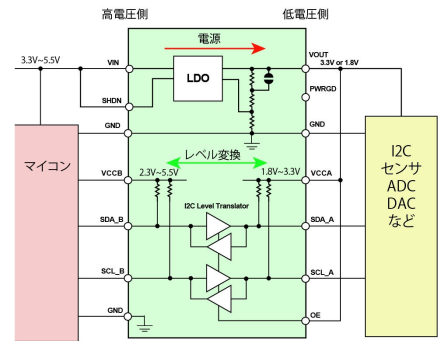 高電圧側
低電圧側
電源
3.3V~5.5V
VIN
LDO
VOUT
3.3V or 1.8V
SHDN
PWRGD
GND
GND
マイコン
レベル変換
I2C
センサ
ADC
DAC
など
VCCB
2.3V~5.5V
1.8V~3.3V
VCCA
I2C Level Translator
SDA_B
SDA_A
SCL_B
SCL_A
GND
OE